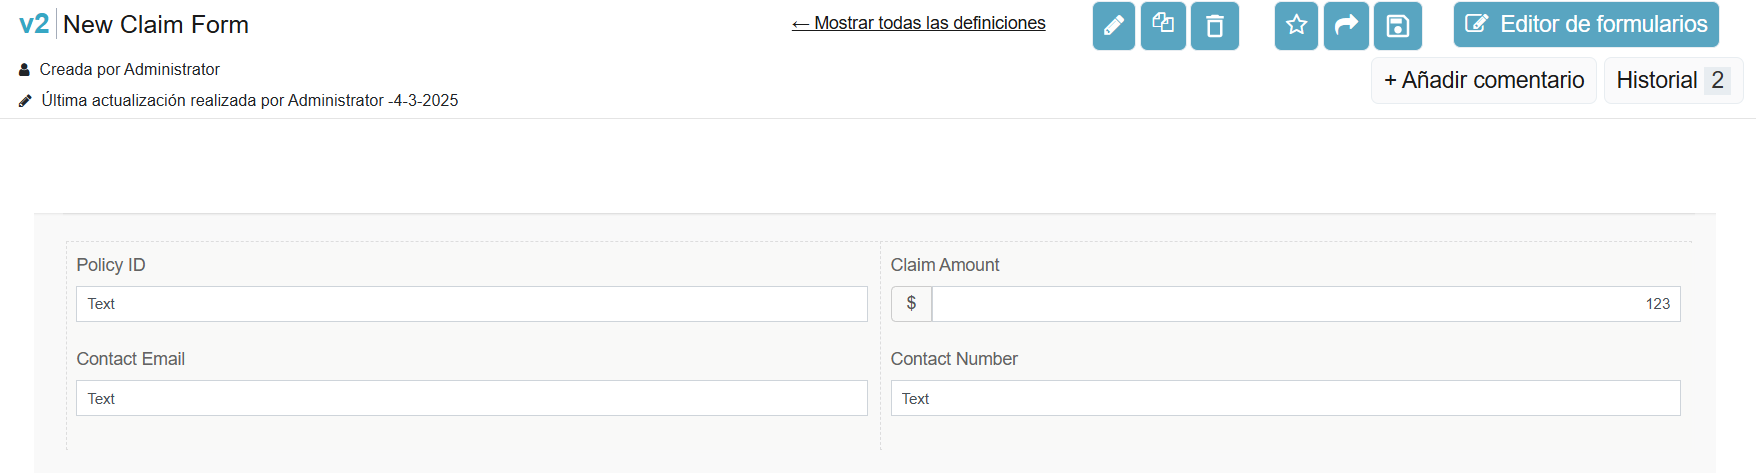 v2 New Claim Form
← Mostrar todas las definiciones
Editor de formularios
Creada por Administrator
+ Añadir comentario
Historial 2
Última actualización realizada por Administrator -4-3-2025
Policy ID
Claim Amount
Text
$ 123
Contact Email
Contact Number
Text
Text